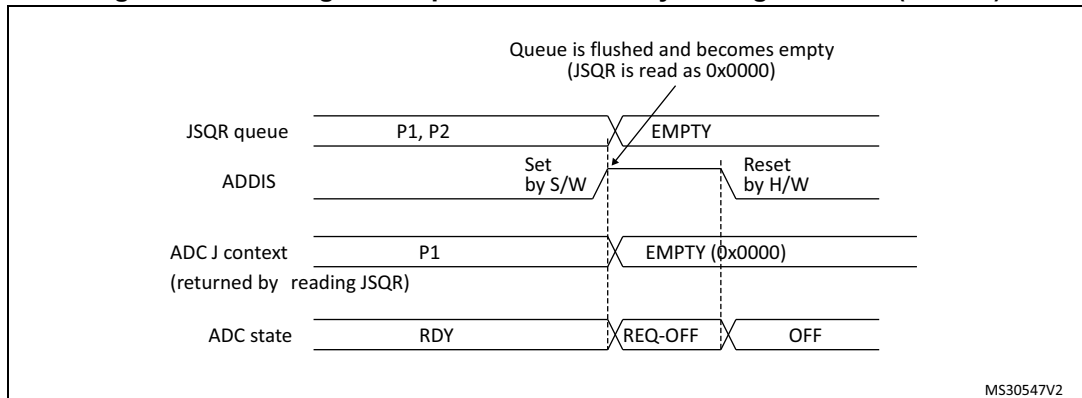 Queue is flushed and becomes empty
(JSQR is read as 0x0000)
JSQR queue P1, P2 EMPTY
ADDIS Set by S/W Reset by H/W
ADC J context P1 EMPTY (0x0000)
(returned by reading JSQR)
ADC state RDY REQ-OFF OFF
MS30547V2